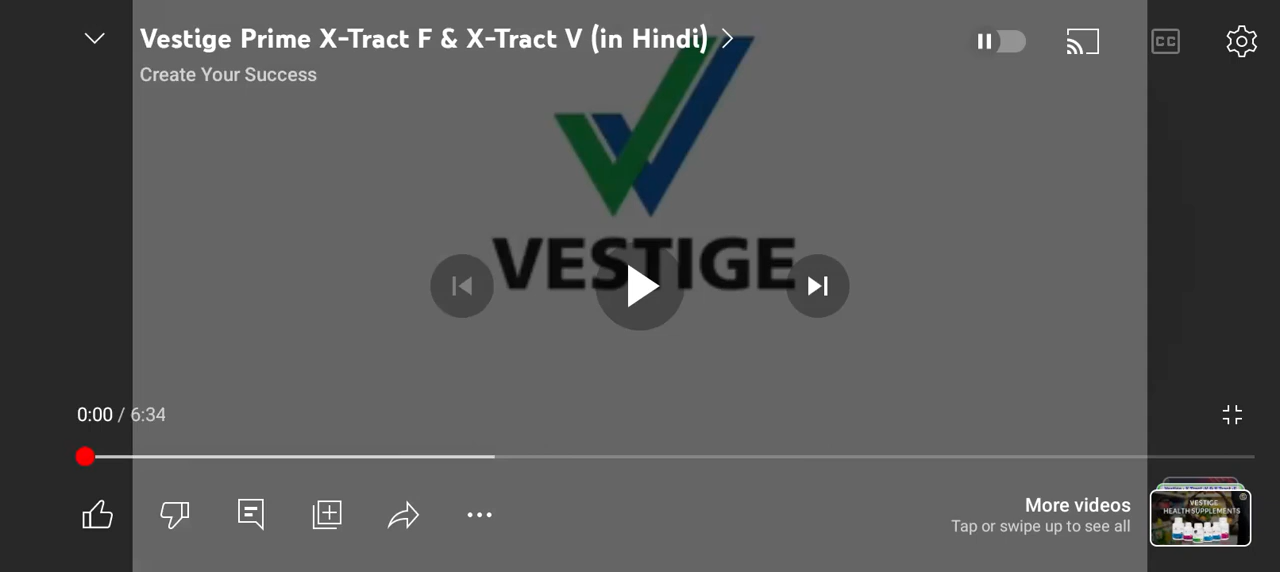 Vestige Prime X-Tract F & X-Tract V (in Hindi)
Create Your Success
CC
VESTIGE
0:00 / 6:34
More videos
Tap or swipe up to see all
VESTIGE
HEALTH SUPPLEMENTS